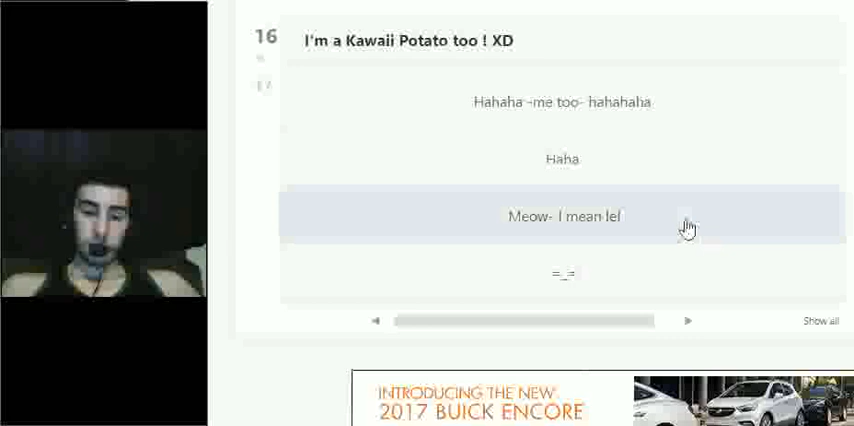 16
I'm a Kawaii Potato too ! XD
17
Hahaha -me too- hahahaha
Haha
Meow- I mean lel
=_=
Show all
INTRODUCING THE NEW
2017 BUICK ENCORE